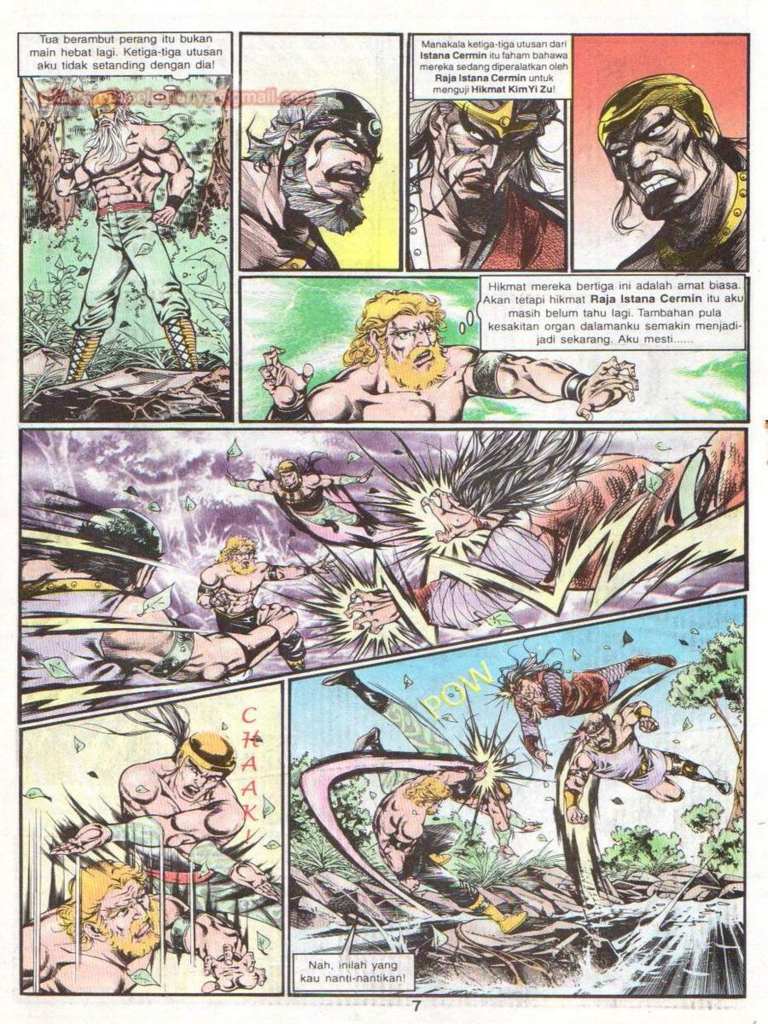 Tua berambut perang itu bukan
main hebat lagi. Ketiga-tiga utusan
aku tidak setanding dengan dia!
Manakala ketiga-tiga utusan dari
Istana Cermin itu faham bahawa
mereka sedang diperalatkan oleh
Raja Istana Cermin untuk
menguji Hikmat KimYi Zu!
Hikmat mereka bertiga ini adalah amat biasa.
Akan tetapi hikmat Raja Istana Cermin itu aku
masih belum tahu lagi. Tambahan pula
kesakitan organ dalamanku semakin menjadi-
jadi sekarang. Aku mesti......
CHAAK!
POW
Nah, inilah yang
kau nanti-nantikan!
7